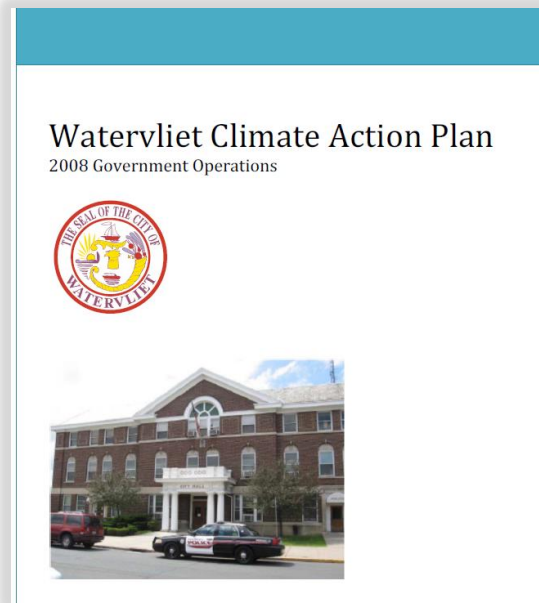 Watervliet Climate Action Plan
2008 Government Operations
THE SEAL OF THE CITY OF
WATERVLIET
CITY HALL
POLICE